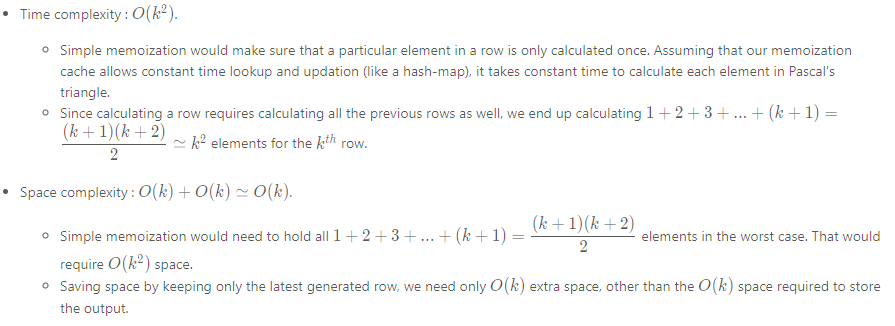 • Time complexity : O(k²).
◦ Simple memoization would make sure that a particular element in a row is only calculated once. Assuming that our memoization
cache allows constant time lookup and updation (like a hash-map), it takes constant time to calculate each element in Pascal's
triangle.
◦ Since calculating a row requires calculating all the previous rows as well, we end up calculating 1 + 2 + 3 + ... + (k + 1) =
(k + 1)(k + 2)/2 ≃ k² elements for the kᵗʰ row.
• Space complexity : O(k) + O(k) ≃ O(k).
◦ Simple memoization would need to hold all 1 + 2 + 3 + ... + (k + 1) = (k + 1)(k + 2)/2 elements in the worst case. That would
require O(k²) space.
◦ Saving space by keeping only the latest generated row, we need only O(k) extra space, other than the O(k) space required to store
the output.